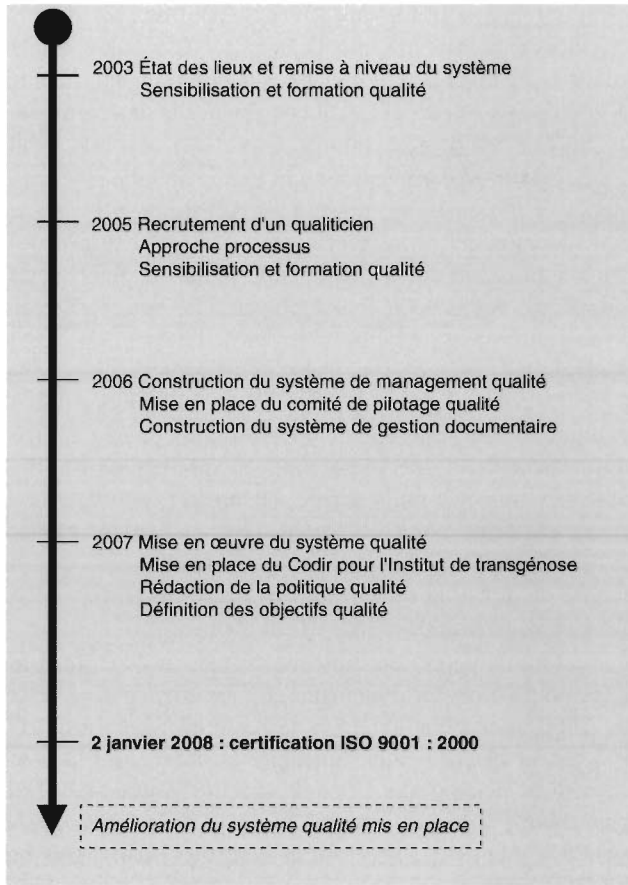 2003 État des lieux et remise à niveau du système
Sensibilisation et formation qualité
2005 Recrutement d'un qualiticien
Approche processus
Sensibilisation et formation qualité
2006 Construction du système de management qualité
Mise en place du comité de pilotage qualité
Construction du système de gestion documentaire
2007 Mise en œuvre du système qualité
Mise en place du Codir pour l'Institut de transgénose
Rédaction de la politique qualité
Définition des objectifs qualité
2 janvier 2008 : certification ISO 9001 : 2000
Amélioration du système qualité mis en place